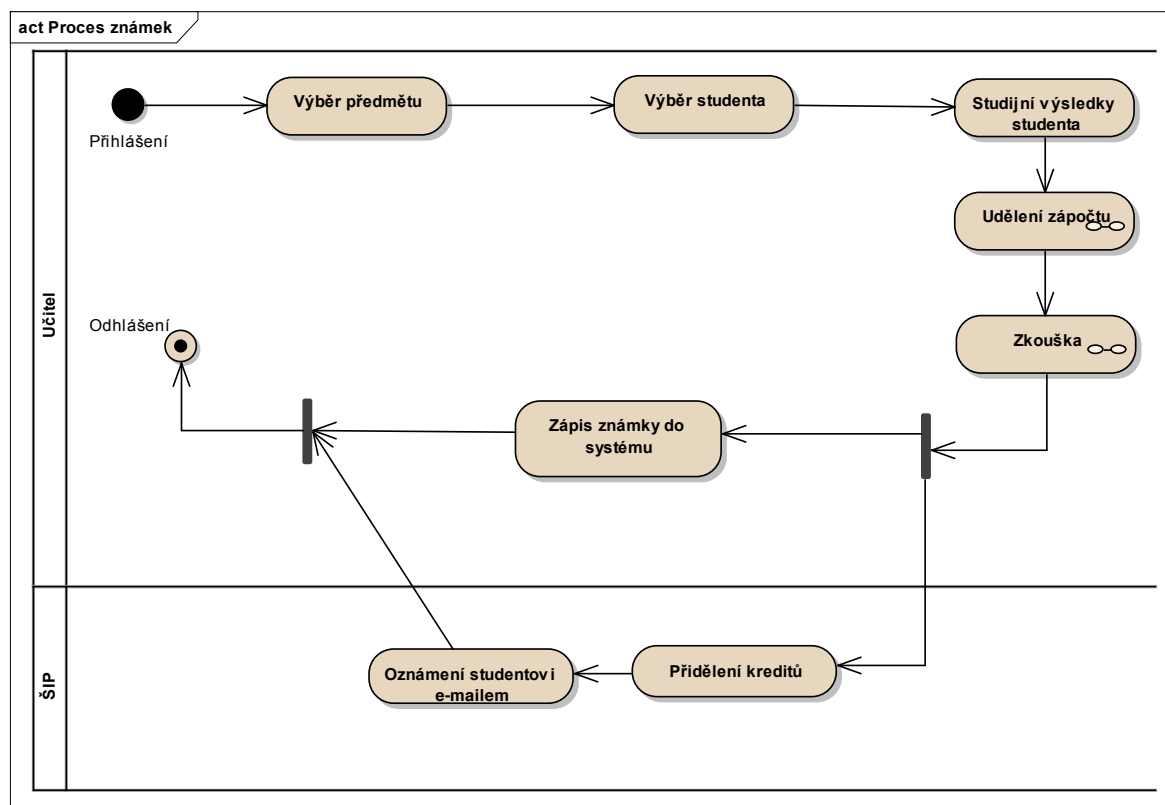 act Proces známek
Výběr předmětu
Výběr studenta
Studijní výsledky
studenta
Přihlášení
Udělení zápočtu
Učitel
Odhlášení
Zkouška
Zápis známky do
systému
ŠIP
Oznámení studentovi
e-mailem
Přidělení kreditů